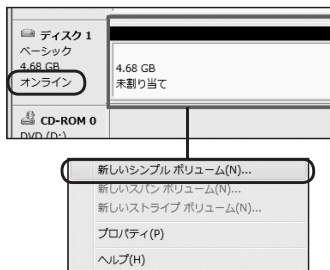 ディスク 1
ベーシック
4.68 GB
オンライン
4.68 GB
未割り当て
CD-ROM 0
DVD (D:)
新しいシンプル ボリューム(N)...
新しいスパン ボリューム(N)...
新しいストライプ ボリューム(N)...
プロパティ(P)
ヘルプ(H)